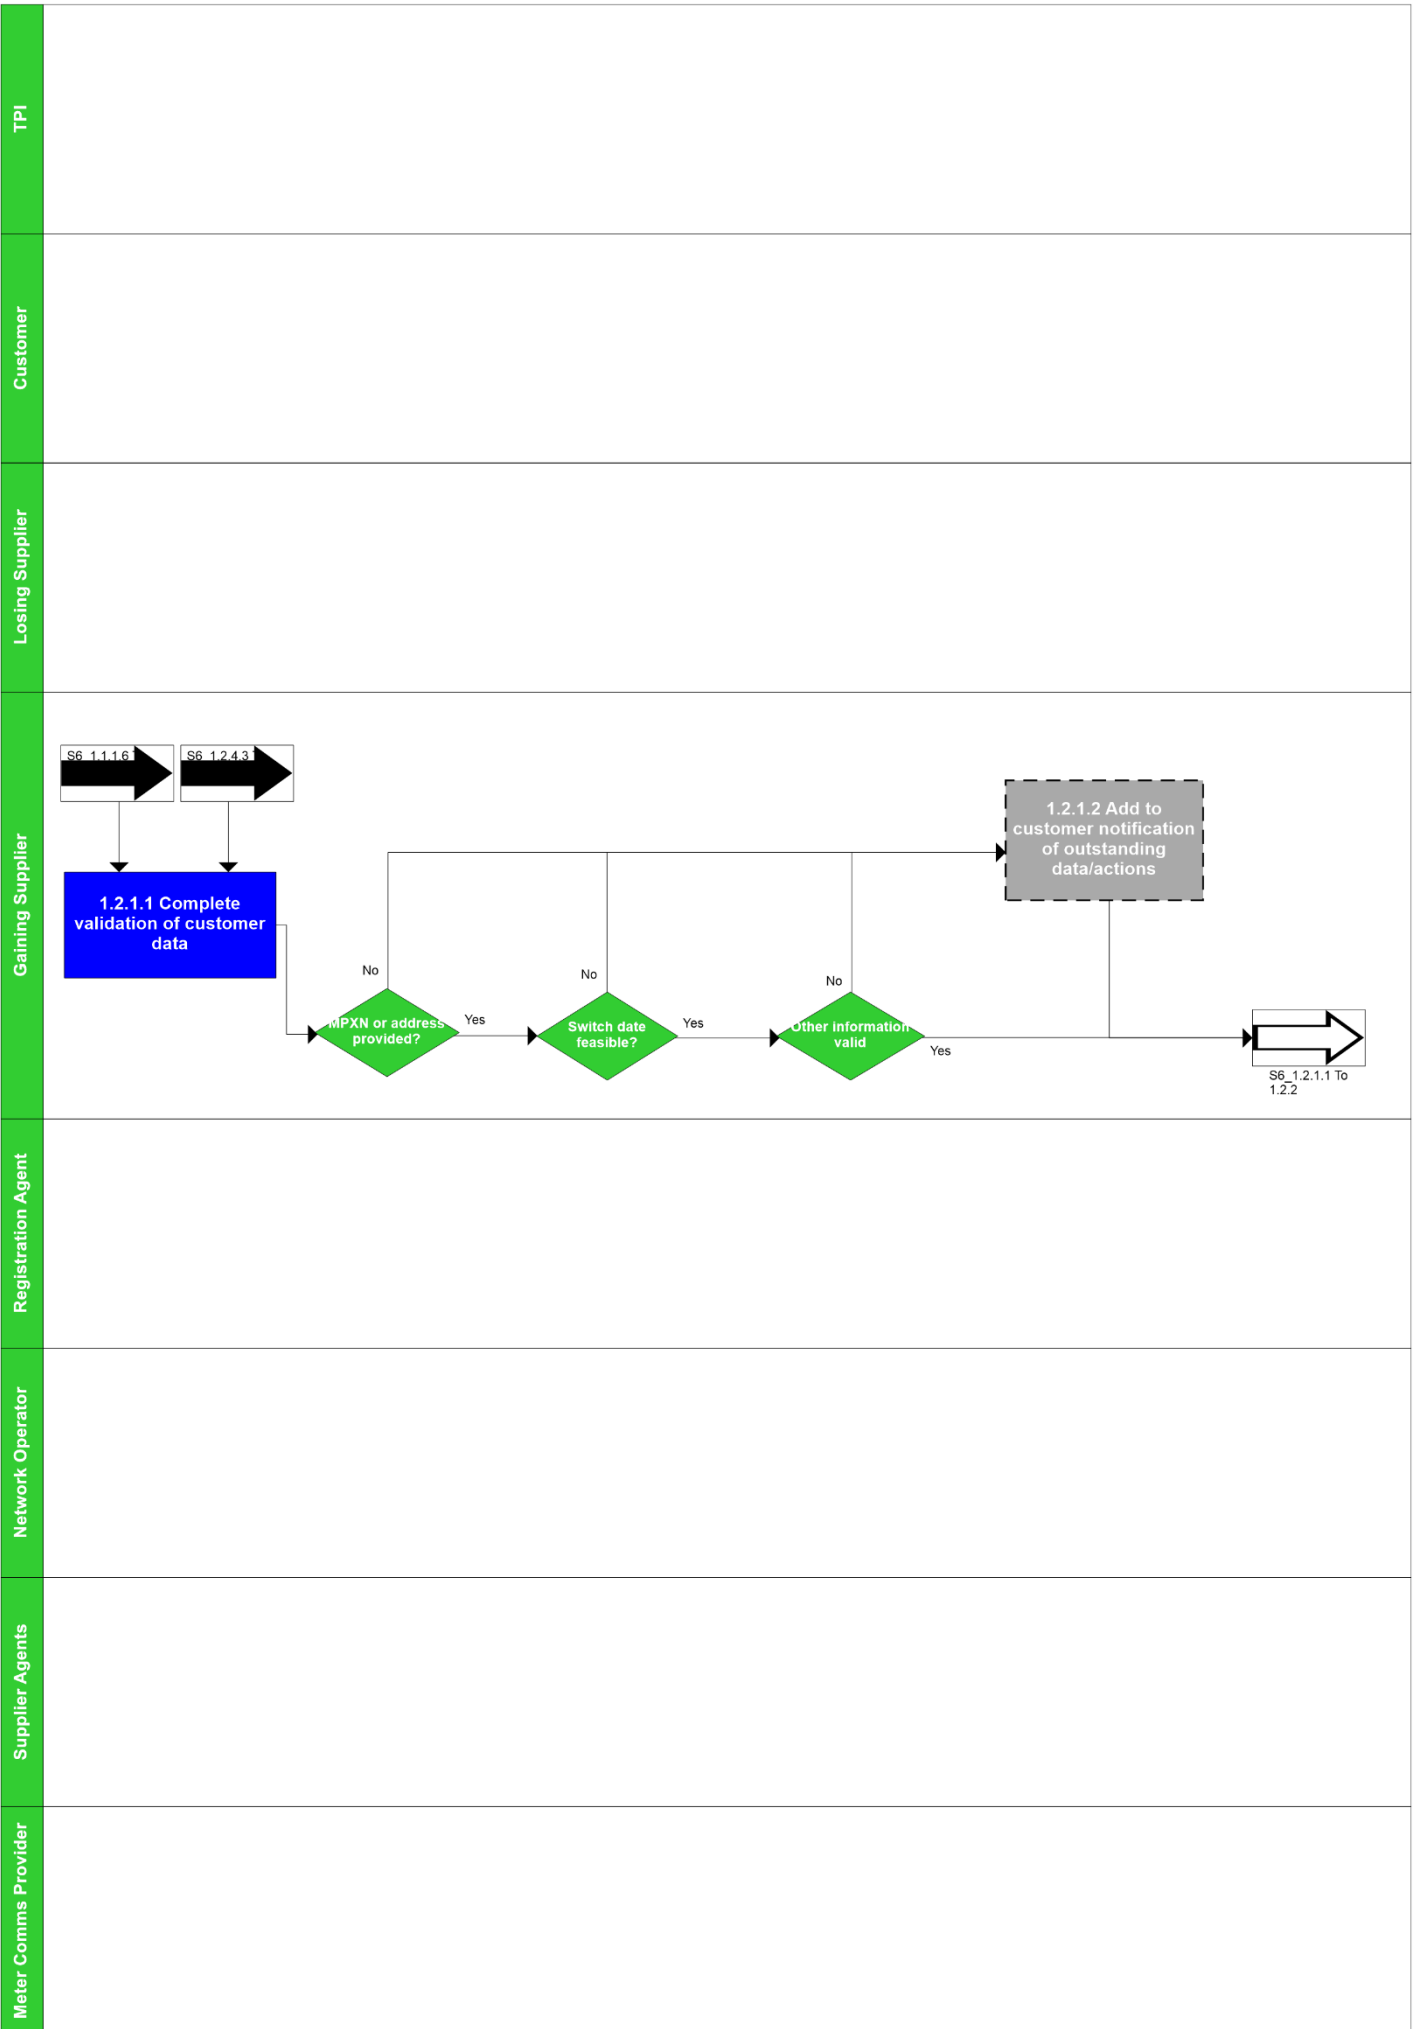 TPI
Customer
Losing Supplier
Gaining Supplier
S6_1.1.1.6
S6_1.2.4.3
1.2.1.1 Complete
validation of customer
data
1.2.1.2 Add to
customer notification
of outstanding
data/actions
No
MPXN or address
provided?
Yes
No
Switch date
feasible?
Yes
No
Other information
valid
Yes
S6_1.2.1.1 To
1.2.2
Registration Agent
Network Operator
Supplier Agents
Meter Comms Provider